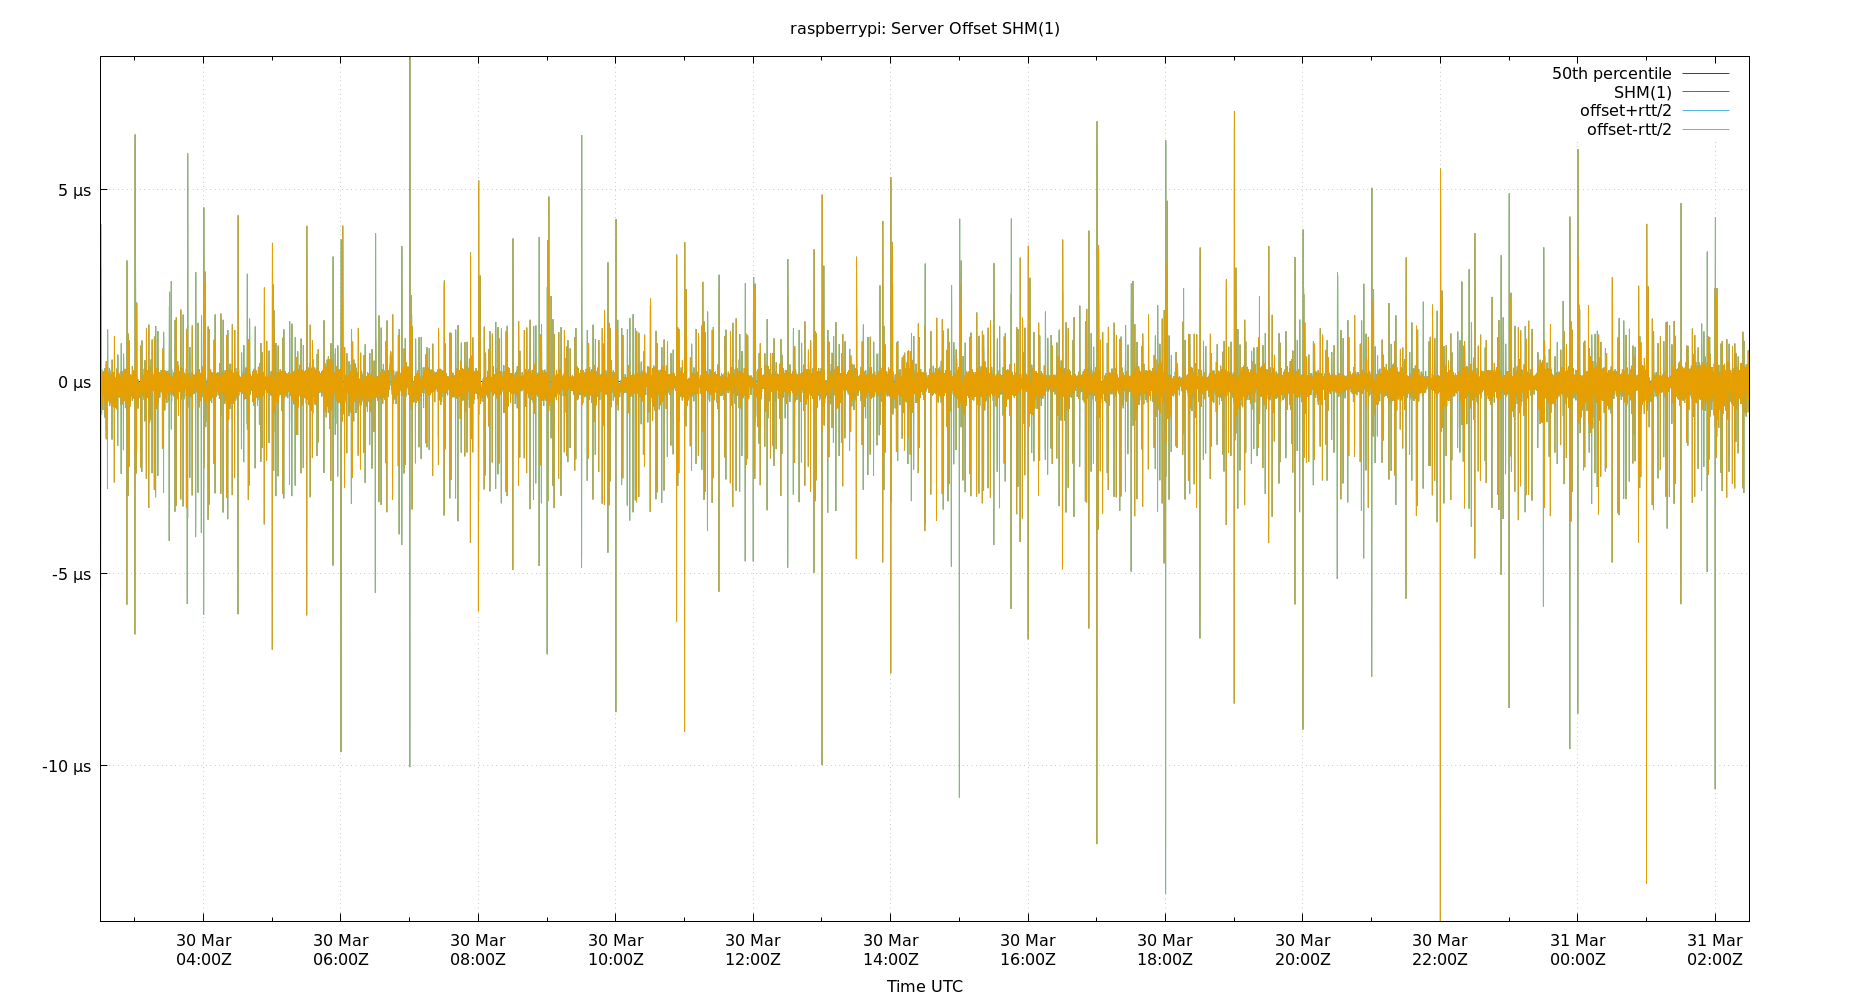 raspberrypi: Server Offset SHM(1)
50th percentile
SHM(1)
offset+rtt/2
offset-rtt/2
5 µs
0 µs
-5 µs
-10 µs
30 Mar 30 Mar 30 Mar 30 Mar 30 Mar 30 Mar 30 Mar 30 Mar 30 Mar 30 Mar 31 Mar 31 Mar
04:00Z 06:00Z 08:00Z 10:00Z 12:00Z 14:00Z 16:00Z 18:00Z 20:00Z 22:00Z 00:00Z 02:00Z
Time UTC